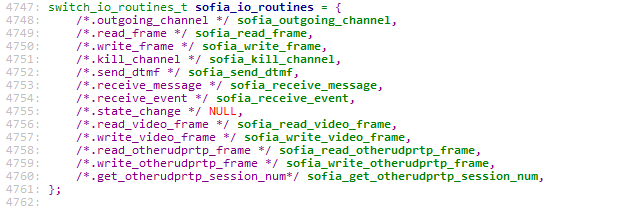 4747: switch_io_routines_t sofia_io_routines = {
4748: /*.outgoing_channel */ sofia_outgoing_channel,
4749: /*.read_frame */ sofia_read_frame,
4750: /*.write_frame */ sofia_write_frame,
4751: /*.kill_channel */ sofia_kill_channel,
4752: /*.send_dtmf */ sofia_send_dtmf,
4753: /*.receive_message */ sofia_receive_message,
4754: /*.receive_event */ sofia_receive_event,
4755: /*.state_change */ NULL,
4756: /*.read_video_frame */ sofia_read_video_frame,
4757: /*.write_video_frame */ sofia_write_video_frame,
4758: /*.read_otherudprtp_frame */ sofia_read_otherudprtp_frame,
4759: /*.write_otherudprtp_frame */ sofia_write_otherudprtp_frame,
4760: /*.get_otherudprtp_session_num*/ sofia_get_otherudprtp_session_num,
4761: };
4762: